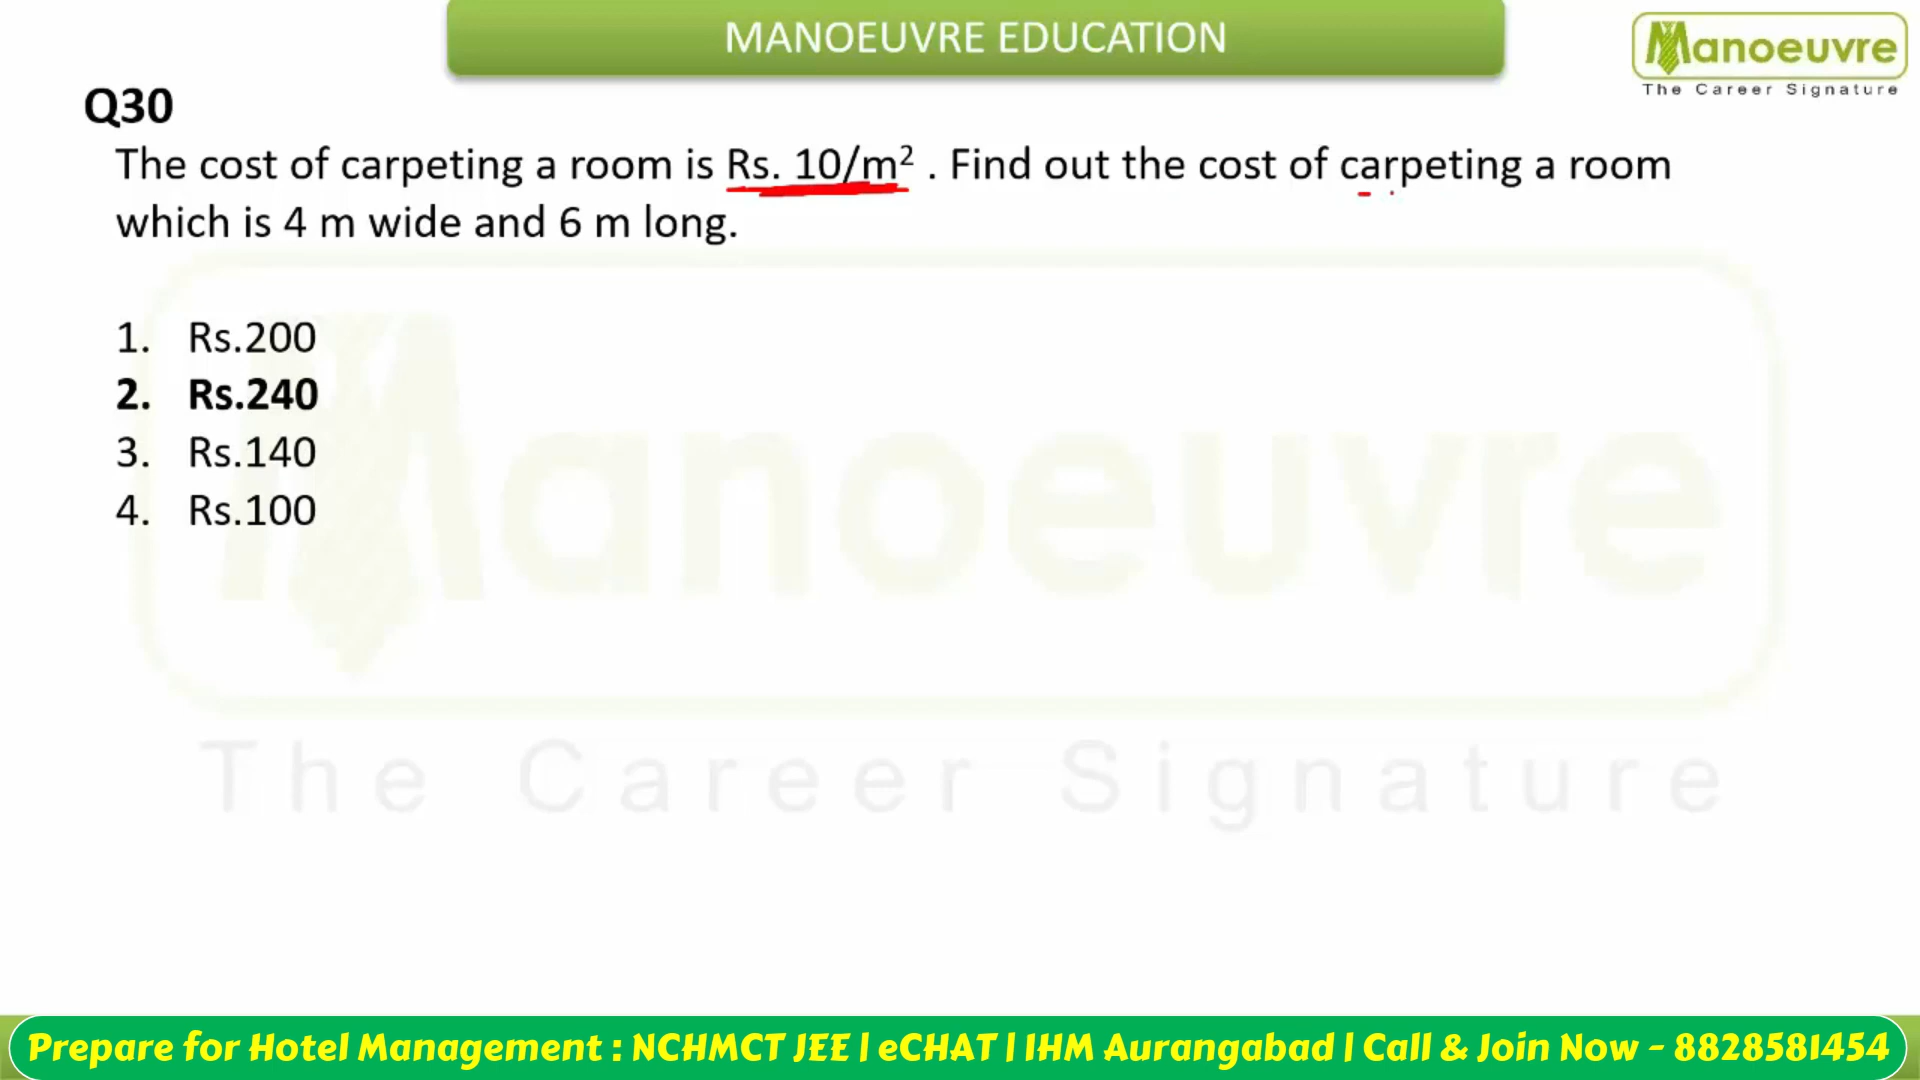 MANOEUVRE EDUCATION
Manoeuvre
The Career Signature
Q30
The cost of carpeting a room is Rs. 10/m² . Find out the cost of carpeting a room
which is 4 m wide and 6 m long.
1. Rs.200
2. Rs.240
3. Rs.140
4. Rs.100
Manoeuvre
The Career Signature
Prepare for Hotel Management : NCHMCT JEE | eCHAT | IHM Aurangabad | Call & Join Now - 8828581454